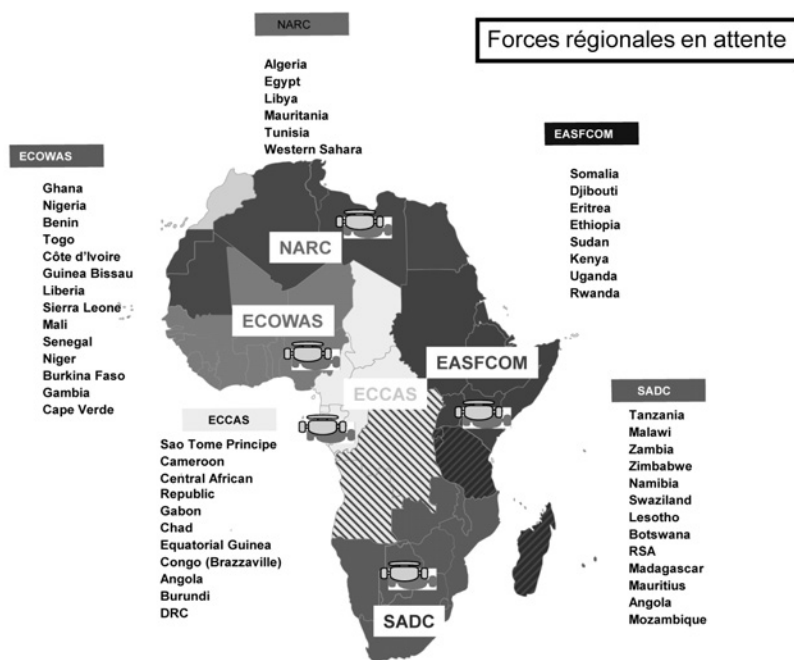 NARC
Forces régionales en attente
Algeria
Egypt
Libya
Mauritania
Tunisia
Western Sahara
EASFCOM
Somalia
Djibouti
Eritrea
Ethiopia
Sudan
Kenya
Uganda
Rwanda
ECOWAS
Ghana
Nigeria
Benin
Togo
Côte d'Ivoire
Guinea Bissau
Liberia
Sierra Leone
Mali
Senegal
Niger
Burkina Faso
Gambia
Cape Verde
NARC
ECOWAS
EASFCOM
ECCAS
SADC
ECCAS
Sao Tome Principe
Cameroon
Central African
Republic
Gabon
Chad
Equatorial Guinea
Congo (Brazzaville)
Angola
Burundi
DRC
SADC
Tanzania
Malawi
Zambia
Zimbabwe
Namibia
Swaziland
Lesotho
Botswana
RSA
Madagascar
Mauritius
Angola
Mozambique